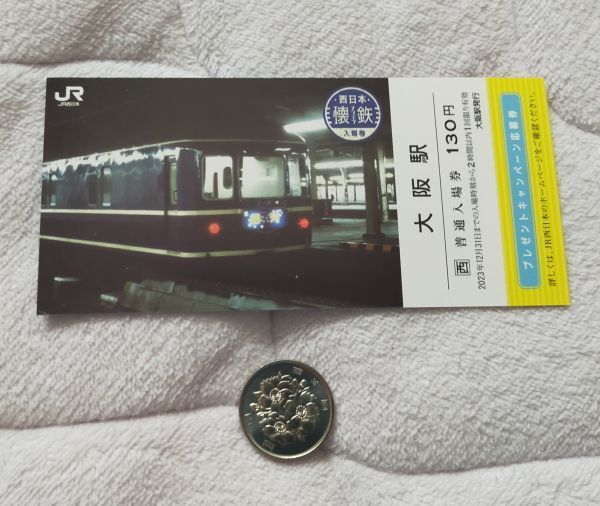 JR
JR西日本
西日本
懐鉄
入場券
大阪駅
西 普通入場券 130円
2023年12月31日までの入場時刻から2時間以内1回限り有効
大阪駅発行
プレゼントキャンペーン応募券
詳しくは、JR西日本のホームページをご確認ください。